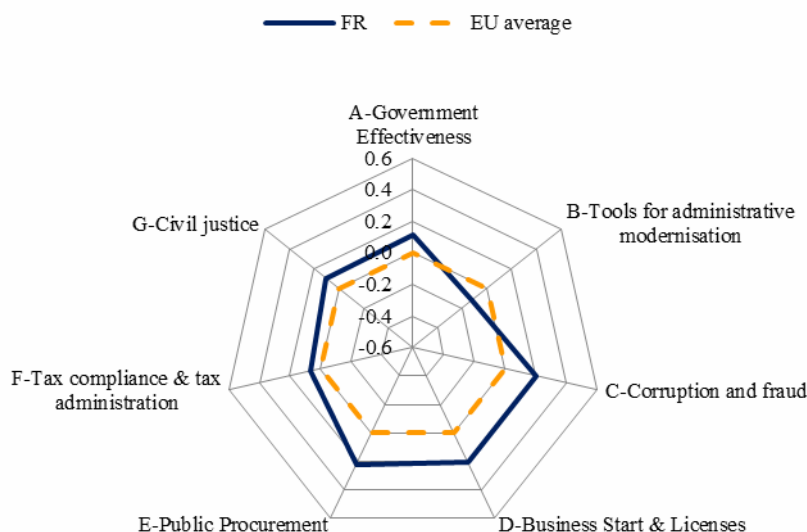 FR EU average
A-Government
Effectiveness
0.6
0.4
0.2
0.0
-0.2
-0.4
-0.6
B-Tools for administrative
modernisation
C-Corruption and fraud
D-Business Start & Licenses
E-Public Procurement
F-Tax compliance & tax
administration
G-Civil justice